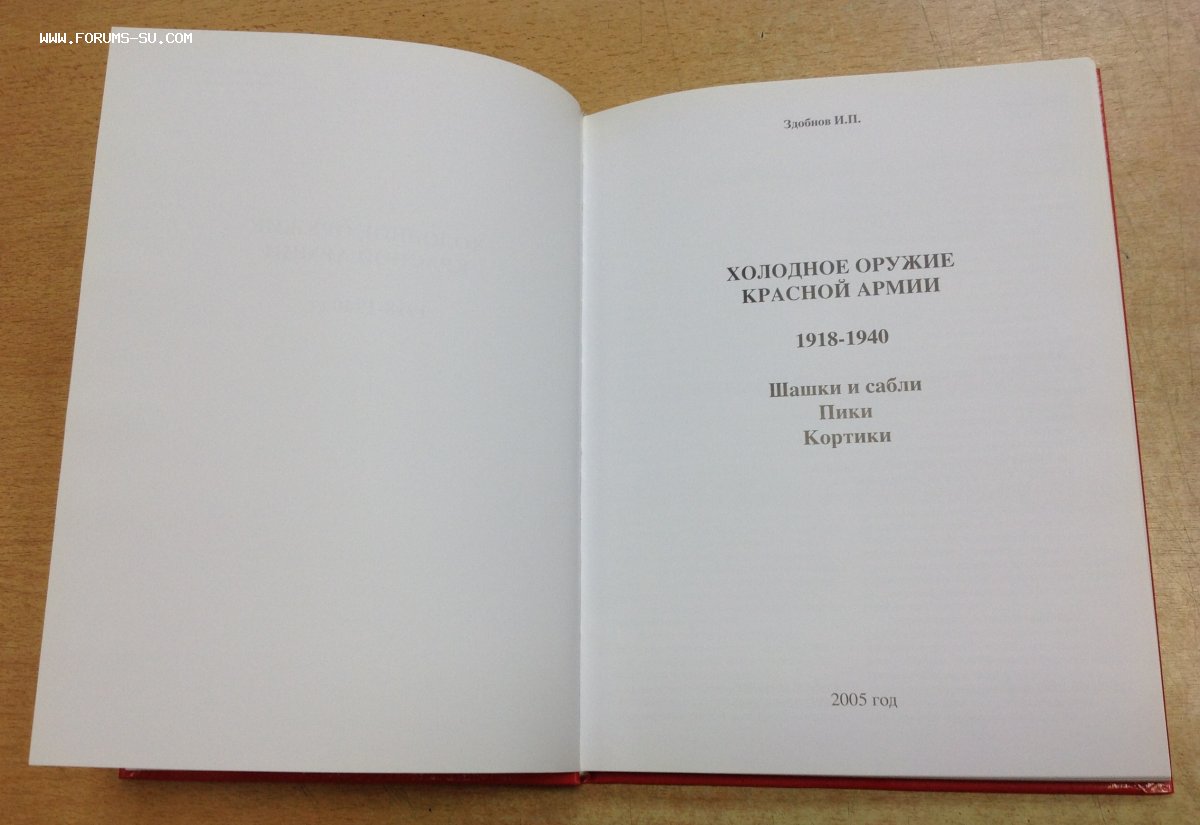 WWW.FORUMS-SU.COM
Здобнов И.П.
ХОЛОДНОЕ ОРУЖИЕ
КРАСНОЙ АРМИИ
1918-1940
Шашки и сабли
Пики
Кортики
2005 год